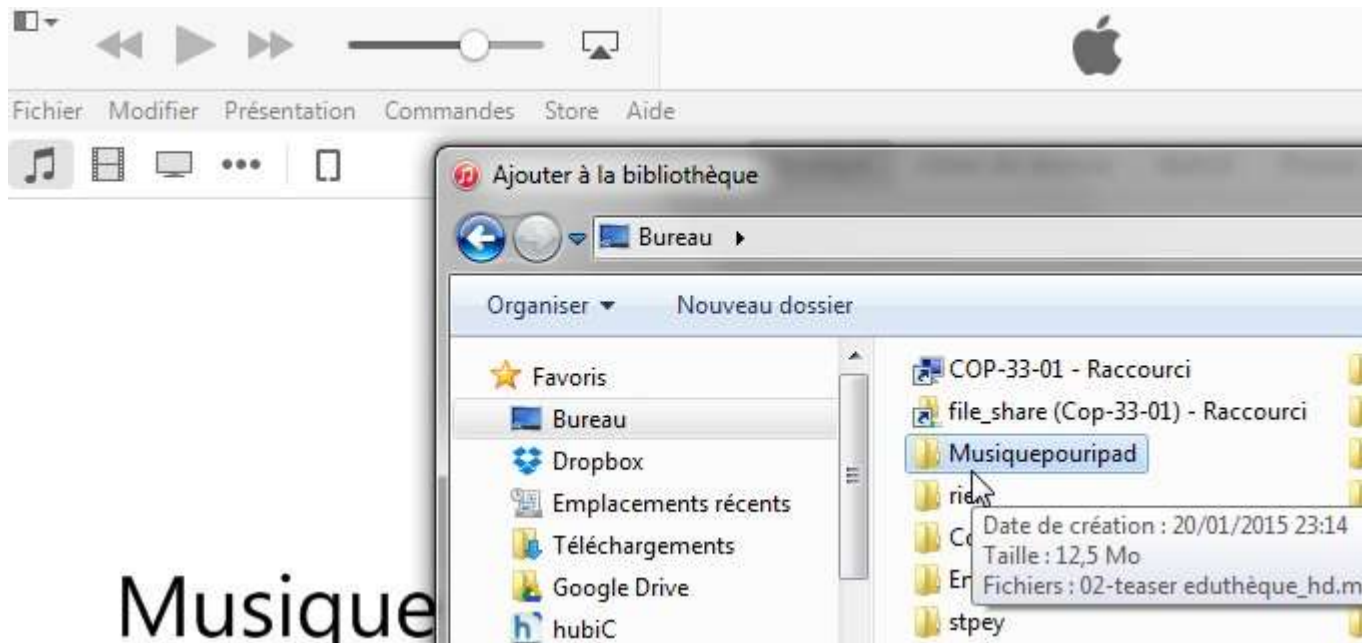 Fichier Modifier Présentation Commandes Store Aide
Ajouter à la bibliothèque
Bureau
Organiser Nouveau dossier
Favoris
Bureau
Dropbox
Emplacements récents
Téléchargements
Google Drive
hubiC
COP-33-01 - Raccourci
file_share (Cop-33-01) - Raccourci
Musiquepouripad
stpey
Date de création : 20/01/2015 23:14
Taille : 12,5 Mo
Fichiers : 02-teaser eduthèque_hd.m
Musique